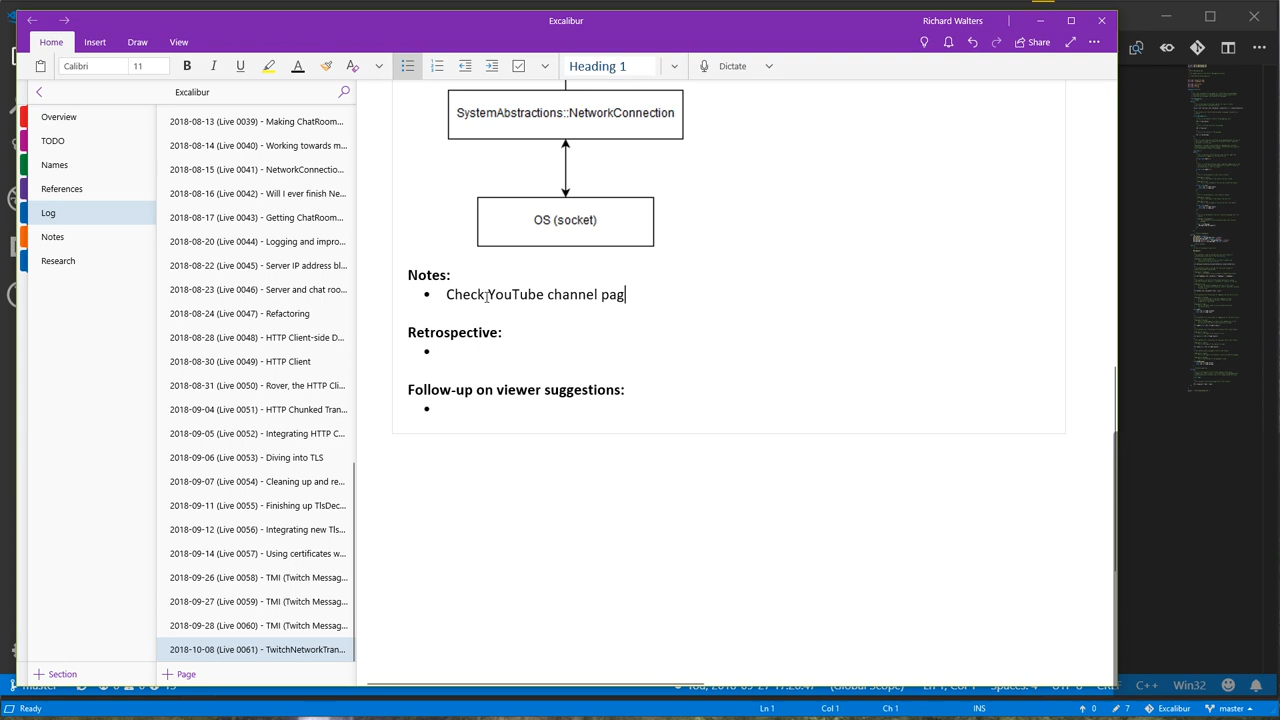 Excalibur
Richard Walters
Home
Insert
Draw
View
Share
Calibri
11
B
I
U
A
Heading 1
Dictate
Excalibur
Overview
TODO
Names
References
Log
Notes
Research
2018-08-13 (Live 0039) - Making ChatRoom...
2018-08-14 (Live 0040) - Working towards m...
2018-08-15 (Live 0041) - NetworkConnectio...
2018-08-16 (Live 0042) - Will I ever finish Ne...
2018-08-17 (Live 0043) - Getting ChatRoom...
2018-08-20 (Live 0044) - Logging and impro...
2018-08-22 (Live 0045) - Server IP address bl...
2018-08-23 (Live 0046) - Server and chat roo...
2018-08-24 (Live 0047) - Refactoring
2018-08-28 (Live 0048) - HTTP Client-side D...
2018-08-30 (Live 0049) - HTTP Client
2018-08-31 (Live 0050) - Rover, the HTTP Cli...
2018-09-04 (Live 0051) - HTTP Chunked Tran...
2018-09-05 (Live 0052) - Integrating HTTP C...
2018-09-06 (Live 0053) - Diving into TLS
2018-09-07 (Live 0054) - Cleaning up and re...
2018-09-11 (Live 0055) - Finishing up TlsDec...
2018-09-12 (Live 0056) - Integrating new Tls...
2018-09-14 (Live 0057) - Using certificates w...
2018-09-26 (Live 0058) - TMI (Twitch Messag...
2018-09-27 (Live 0059) - TMI (Twitch Messag...
2018-09-28 (Live 0060) - TMI (Twitch Messag...
2018-10-08 (Live 0061) - TwitchNetworkTran...
+ Section
+ Page
SystemAbstractions::NetworkConnection
OS (socket)
Notes:
• Check YouTube channel pag
Retrospective:
•
Follow-up on viewer suggestions:
•
C++
Win32
Ready
Ln 1
Col 1
Ch 1
INS
0
7
Excalibur
master